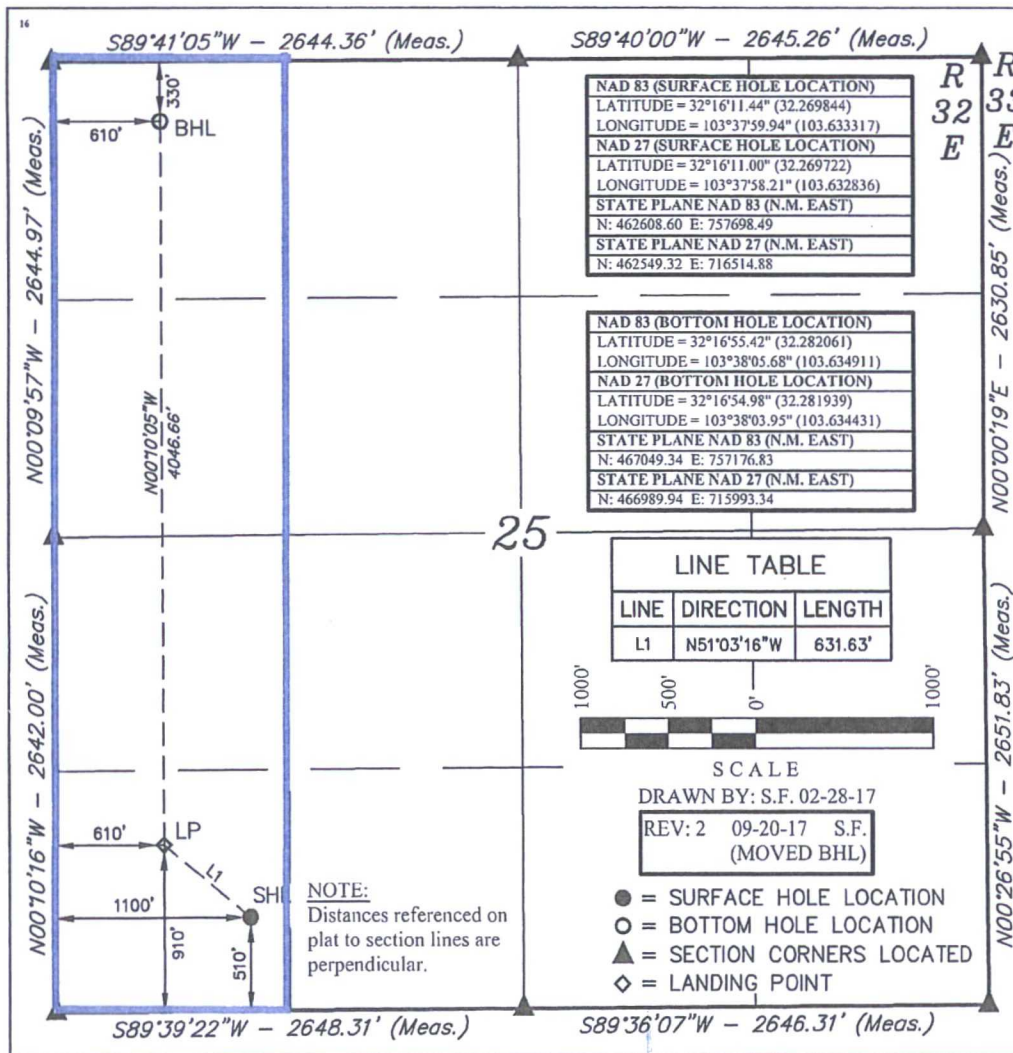 16
S89°41'05"W - 2644.36' (Meas.)
S89°40'00"W - 2645.26' (Meas.)
R
32
E
R
33
E
N00°09'57"W - 2644.97' (Meas.)
330'
610'
BHL
NAD 83 (SURFACE HOLE LOCATION)
LATITUDE = 32°16'11.44" (32.269844)
LONGITUDE = 103°37'59.94" (103.633317)
NAD 27 (SURFACE HOLE LOCATION)
LATITUDE = 32°16'11.00" (32.269722)
LONGITUDE = 103°37'58.21" (103.632836)
STATE PLANE NAD 83 (N.M. EAST)
N: 462608.60 E: 757698.49
STATE PLANE NAD 27 (N.M. EAST)
N: 462549.32 E: 716514.88
N00°00'19"E - 2630.85' (Meas.)
NAD 83 (BOTTOM HOLE LOCATION)
LATITUDE = 32°16'55.42" (32.282061)
LONGITUDE = 103°38'05.68" (103.634911)
NAD 27 (BOTTOM HOLE LOCATION)
LATITUDE = 32°16'54.98" (32.281939)
LONGITUDE = 103°38'03.95" (103.634431)
STATE PLANE NAD 83 (N.M. EAST)
N: 467049.34 E: 757176.83
STATE PLANE NAD 27 (N.M. EAST)
N: 466989.94 E: 715993.34
N00°10'05"W
4046.66'
25
LINE TABLE
LINE DIRECTION LENGTH
L1 N51°03'16"W 631.63'
1000' 500' 0' 1000'
SCALE
DRAWN BY: S.F. 02-28-17
REV: 2 09-20-17 S.F.
(MOVED BHL)
N00°10'16"W - 2642.00' (Meas.)
610'
LP
L1
SHL
1100'
910'
510'
NOTE:
Distances referenced on
plat to section lines are
perpendicular.
= SURFACE HOLE LOCATION
= BOTTOM HOLE LOCATION
= SECTION CORNERS LOCATED
= LANDING POINT
N00°26'55"W - 2651.83' (Meas.)
S89°39'22"W - 2648.31' (Meas.)
S89°36'07"W - 2646.31' (Meas.)